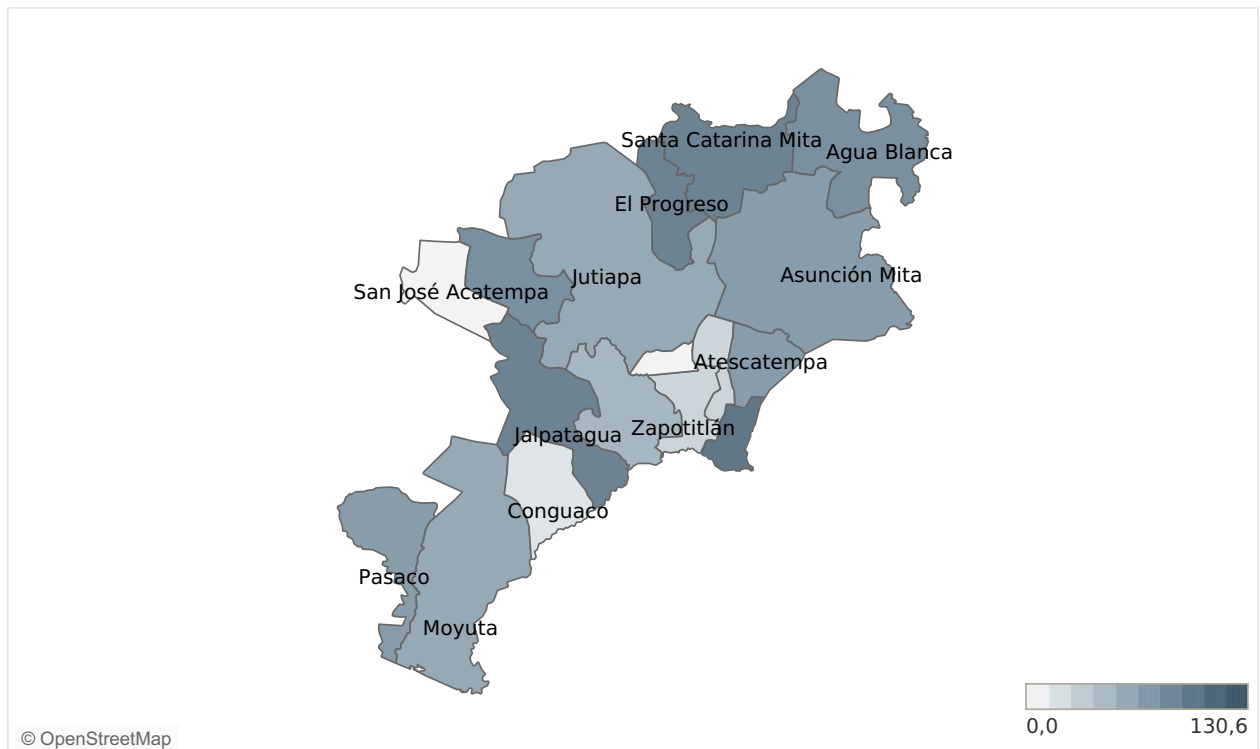 Santa Catarina Mita
Agua Blanca
El Progreso
Asunción Mita
Jutiapa
San José Acatempa
Atescatempa
Zapotitlán
Jalpatagua
Conguaco
Pasaco
Moyuta
0,0
130,6
© OpenStreetMap